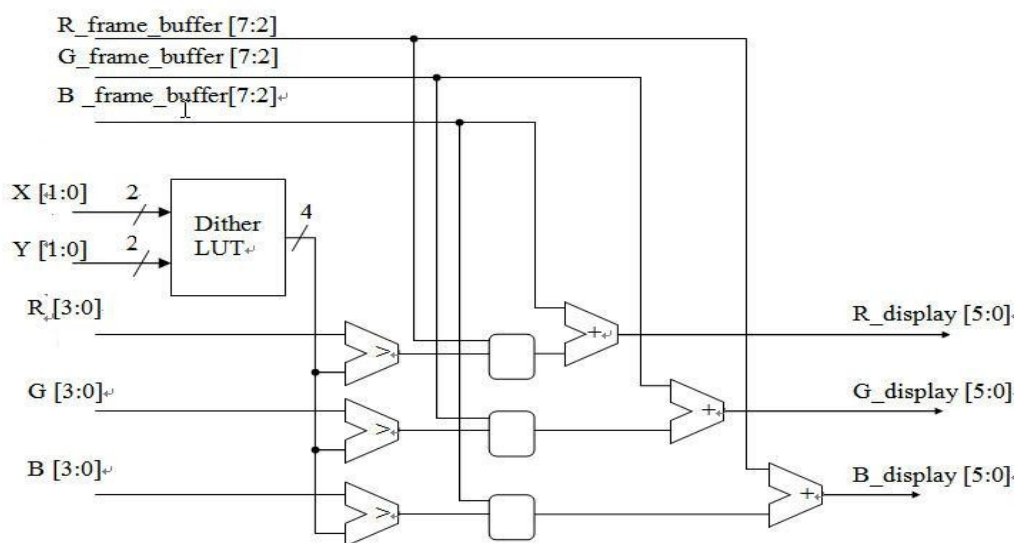 R_frame_buffer [7:2]
G_frame_buffer [7:2]
B _frame_buffer[7:2]
X [1:0]
2
4
Dither
LUT
Y [1:0]
2
R [3:0]
R_display [5:0]
+
>
G [3:0]
G_display [5:0]
+
>
B [3:0]
B_display [5:0]
+
>